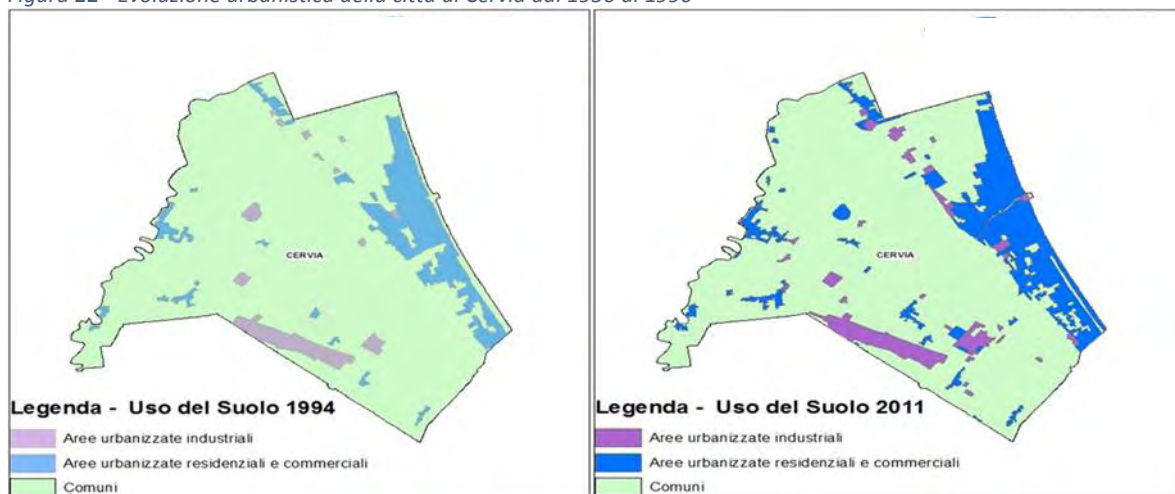 Figura 22 - Evoluzione urbanistica della città di Cervia dal 1930 al 1990
CERVIA
Legenda - Uso del Suolo 1994
Aree urbanizzate industriali
Aree urbanizzate residenziali e commerciali
Comuni
CERVIA
Legenda - Uso del Suolo 2011
Aree urbanizzate industriali
Aree urbanizzate residenziali e commerciali
Comuni